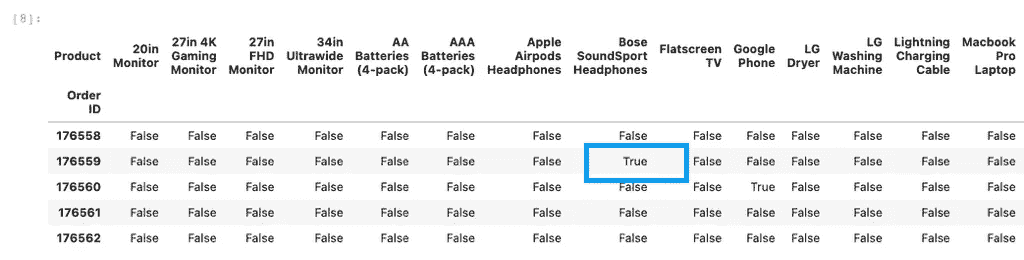 [8]:
Product 20in Monitor 27in 4K Gaming Monitor 27in FHD Monitor 34in Ultrawide Monitor AA Batteries (4-pack) AAA Batteries (4-pack) Apple Airpods Headphones Bose SoundSport Headphones Flatscreen TV Google Phone LG Dryer LG Washing Machine Lightning Charging Cable Macbook Pro Laptop
Order ID
176558 False False False False False False False False False False False False False False
176559 False False False False False False False True False False False False False False
176560 False False False False False False False False False True False False False False
176561 False False False False False False False False False False False False False False
176562 False False False False False False False False False False False False False False